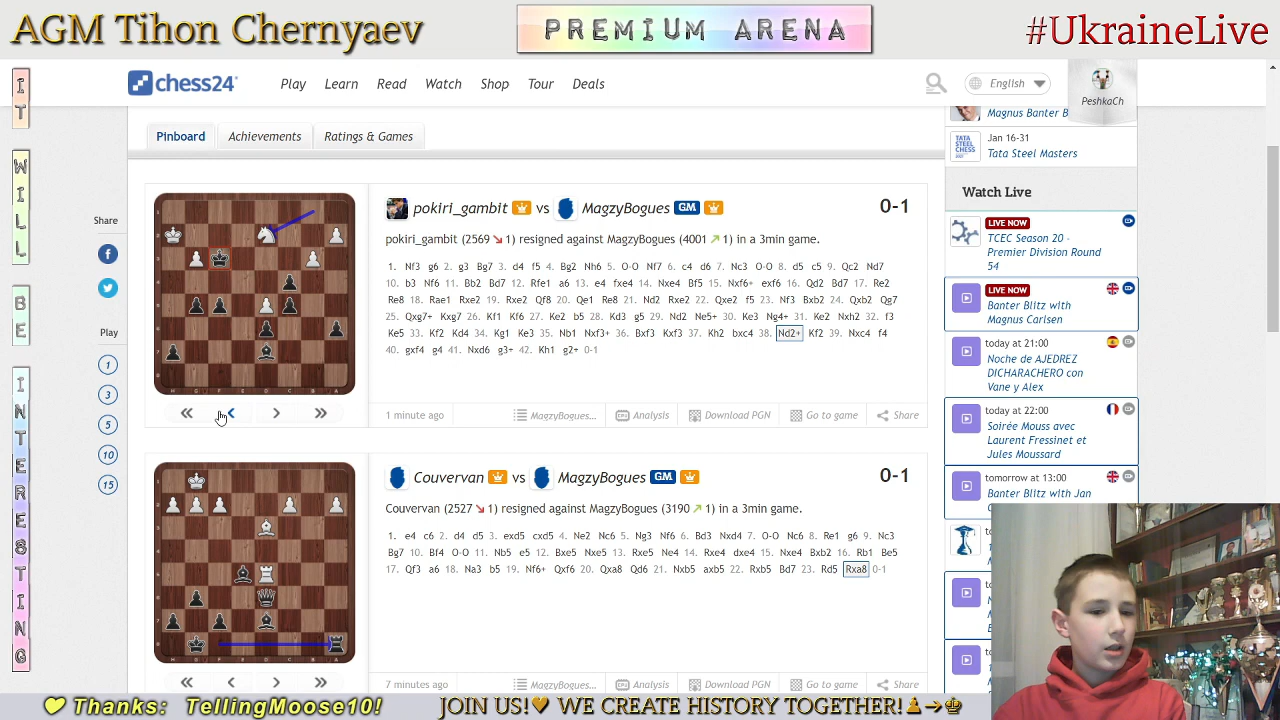 AGM Tihon Chernyaev
PREMIUM ARENA
#UkraineLive
IT
WILL
BE
INTERESTING
chess24
Play
Learn
Read
Watch
Shop
Tour
Deals
English
PeshkaCh
Pinboard
Achievements
Ratings & Games
Share
Play
1
3
5
10
15
pokiri_gambit vs MagzyBogues GM
0-1
pokiri_gambit (2569 ↘ 1) resigned against MagzyBogues (4001 ↗ 1) in a 3min game.
1. Nf3 g6 2. g3 Bg7 3. d4 f5 4. Bg2 Nh6 5. O-O Nf7 6. c4 d6 7. Nc3 O-O 8. d5 c5 9. Qc2 Nd7
10. b3 Nf6 11. Bb2 Bd7 12. Rfe1 a6 13. e4 fxe4 14. Nxe4 Bf5 15. Nxf6+ exf6 16. Qd2 Bd7 17. Re2
Re8 18. Rae1 Rxe2 19. Rxe2 Qf8 20. Qe1 Re8 21. Nd2 Rxe2 22. Qxe2 f5 23. Nf3 Bxb2 24. Qxb2 Qg7
25. Qxg7+ Kxg7 26. Kf1 Kf6 27. Ke2 b5 28. Kd3 g5 29. Nd2 Ne5+ 30. Ke3 Ng4+ 31. Ke2 Nxh2 32. f3
Ke5 33. Kf2 Kd4 34. Kg1 Ke3 35. Nb1 Nxf3+ 36. Bxf3 Kxf3 37. Kh2 bxc4 38. Nd2+ Kf2 39. Nxc4 f4
40. gxf4 g4 41. Nxd6 g3+ 42. Kh1 g2+ 0-1
1 minute ago
MagzyBogues...
Analysis
Download PGN
Go to game
Share
Couvervan vs MagzyBogues GM
0-1
Couvervan (2527 ↘ 1) resigned against MagzyBogues (3190 ↗ 1) in a 3min game.
1. e4 c6 2. d4 d5 3. exd5 cxd5 4. Ne2 Nc6 5. Ng3 Nf6 6. Bd3 Nxd4 7. O-O Nc6 8. Re1 g6 9. Nc3
Bg7 10. Bf4 O-O 11. Nb5 e5 12. Bxe5 Nxe5 13. Rxe5 Ne4 14. Rxe4 dxe4 15. Nxe4 Bxb2 16. Rb1 Be5
17. Qf3 a6 18. Na3 b5 19. Nf6+ Qxf6 20. Qxa8 Qd6 21. Nxb5 axb5 22. Rxb5 Bd7 23. Rd5 Rxa8 0-1
7 minutes ago
MagzyBogues...
Analysis
Download PGN
Go to game
Share
Magnus Banter B
TATA STEEL CHESS
Jan 16-31
Tata Steel Masters
Watch Live
LIVE NOW
TCEC Season 20 -
Premier Division Round
54
LIVE NOW
Banter Blitz with
Magnus Carlsen
today at 21:00
Noche de AJEDREZ
DICHARACHERO con
Vane y Alex
today at 22:00
Soirée Mouss avec
Laurent Fressinet et
Jules Moussard
tomorrow at 13:00
Banter Blitz with Jan
Thanks: TellingMoose10!
JOIN US! WE CREATE HISTORY TOGETHER!